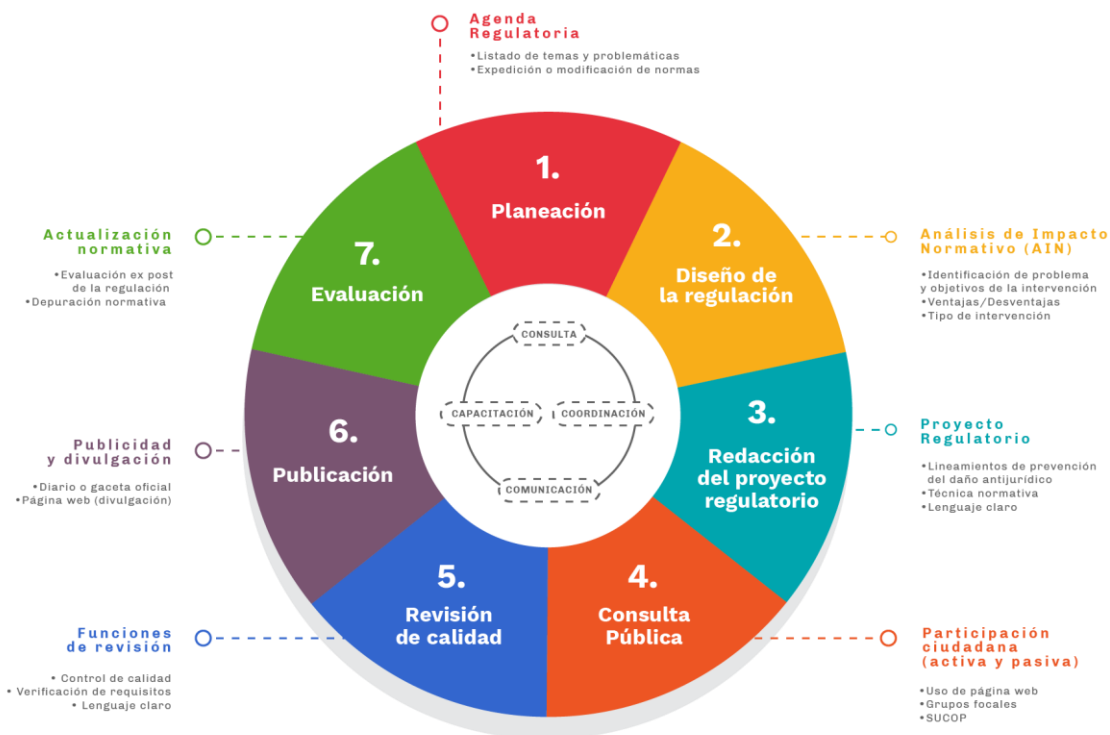 Agenda
Regulatoria
•Listado de temas y problemáticas
•Expedición o modificación de normas
1.
Planeación
2.
Diseño de
la regulación
Análisis de Impacto
Normativo (AIN)
•Identificación de problema
y objetivos de la intervención
•Ventajas/Desventajas
•Tipo de intervención
3.
Redacción
del proyecto
regulatorio
Proyecto
Regulatorio
•Lineamientos de prevención
del daño antijurídico
•Técnica normativa
•Lenguaje claro
4.
Consulta
Pública
Participación
ciudadana
(activa y pasiva)
•Uso de página web
•Grupos focales
•SUCOP
5.
Revisión
de calidad
Funciones
de revisión
• Control de calidad
• Verificación de requisitos
• Lenguaje claro
6.
Publicación
Publicidad
y divulgación
•Diario o gaceta oficial
•Página web (divulgación)
7.
Evaluación
Actualización
normativa
•Evaluación ex post
de la regulación
•Depuración normativa
CONSULTA
CAPACITACIÓN
COORDINACIÓN
COMUNICACIÓN